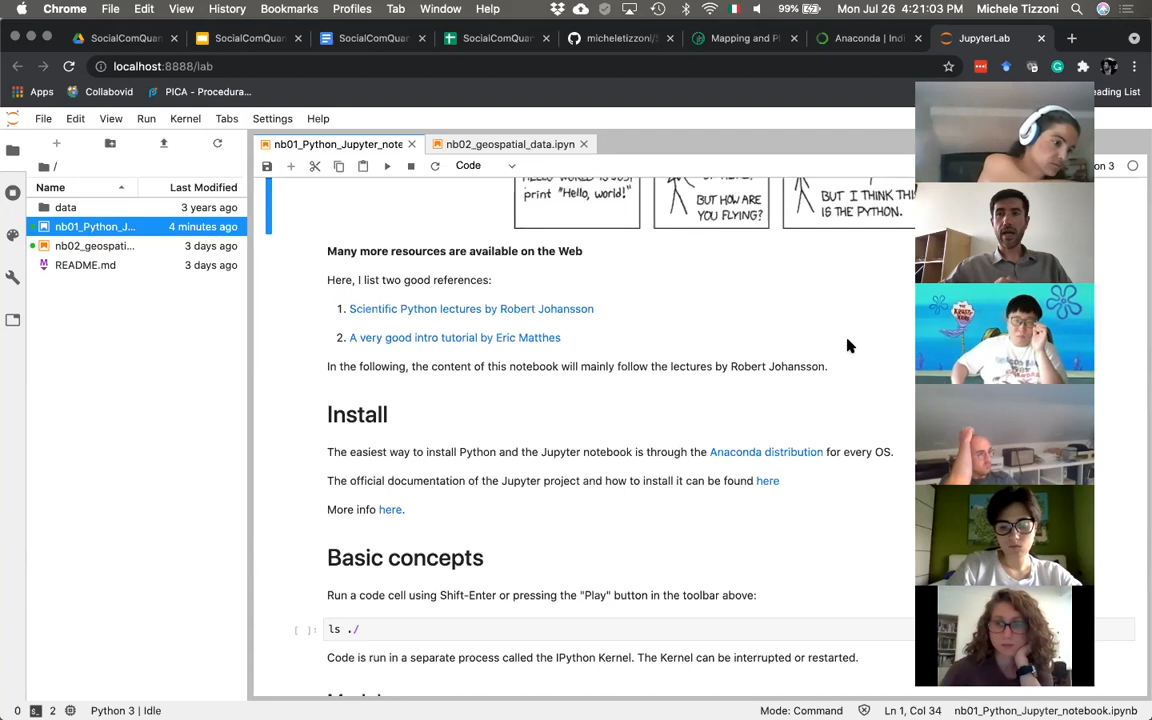 Chrome File Edit View History Bookmarks Profiles Tab Window Help 99% Mon Jul 26 4:21:03 PM Michele Tizzoni
SocialComQuan SocialComQuan SocialComQuan SocialComQuan micheletizzoni/S Mapping and Pl Anaconda | Indi JupyterLab
localhost:8888/lab
Apps Collabovid PICA - Procedura... eading List
File Edit View Run Kernel Tabs Settings Help
nb01_Python_Jupyter_note nb02_geospatial_data.ipyn
/
Code
on 3
Name Last Modified
data 3 years ago
nb01_Python_J... 4 minutes ago
nb02_geospati... 3 days ago
README.md 3 days ago
print "Hello, world!"
BUT HOW ARE
YOU FLYING?
BUT I THINK THI
IS THE PYTHON.
Many more resources are available on the Web
Here, I list two good references:
1. Scientific Python lectures by Robert Johansson
2. A very good intro tutorial by Eric Matthes
In the following, the content of this notebook will mainly follow the lectures by Robert Johansson.
Install
The easiest way to install Python and the Jupyter notebook is through the Anaconda distribution for every OS.
The official documentation of the Jupyter project and how to install it can be found here
More info here.
Basic concepts
Run a code cell using Shift-Enter or pressing the "Play" button in the toolbar above:
[ ]: ls ./
Code is run in a separate process called the IPython Kernel. The Kernel can be interrupted or restarted.
0 2 Python 3 | Idle Mode: Command Ln 1, Col 34 nb01_Python_Jupyter_notebook.ipynb